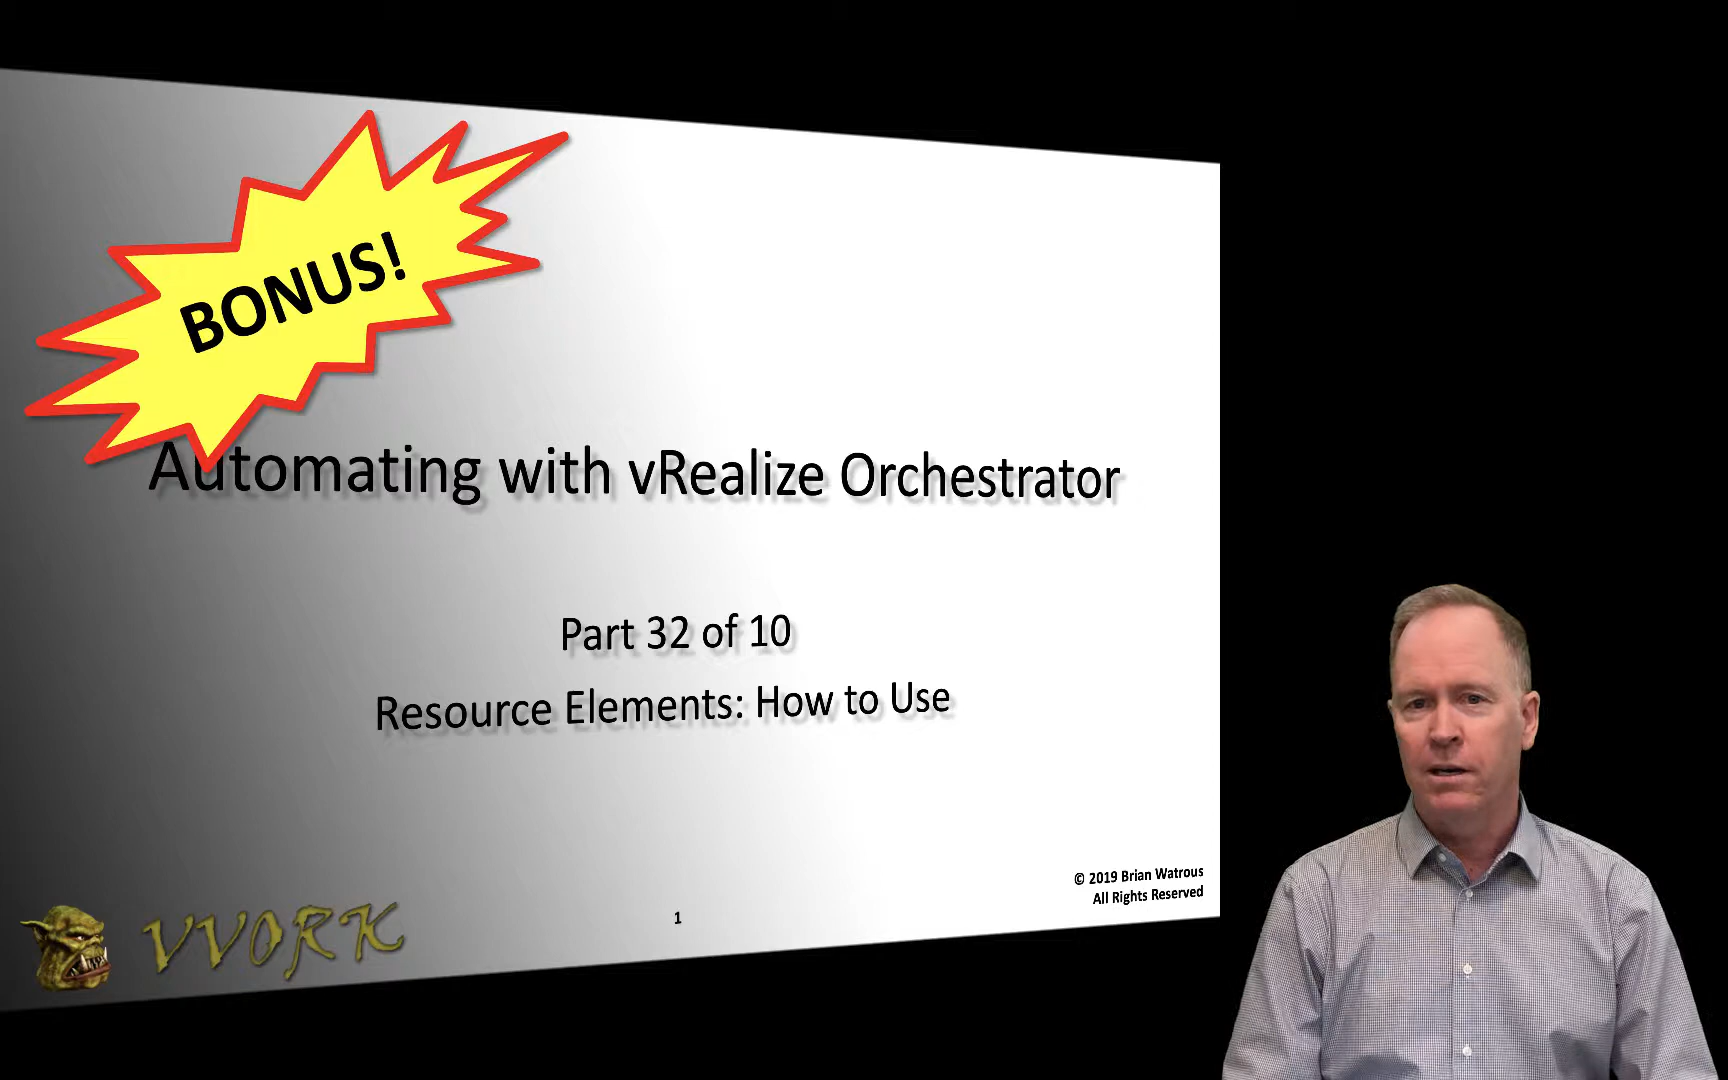 BONUS!
Automating with vRealize Orchestrator
Part 32 of 10
Resource Elements: How to Use
© 2019 Brian Watrous
All Rights Reserved
VVORK
1